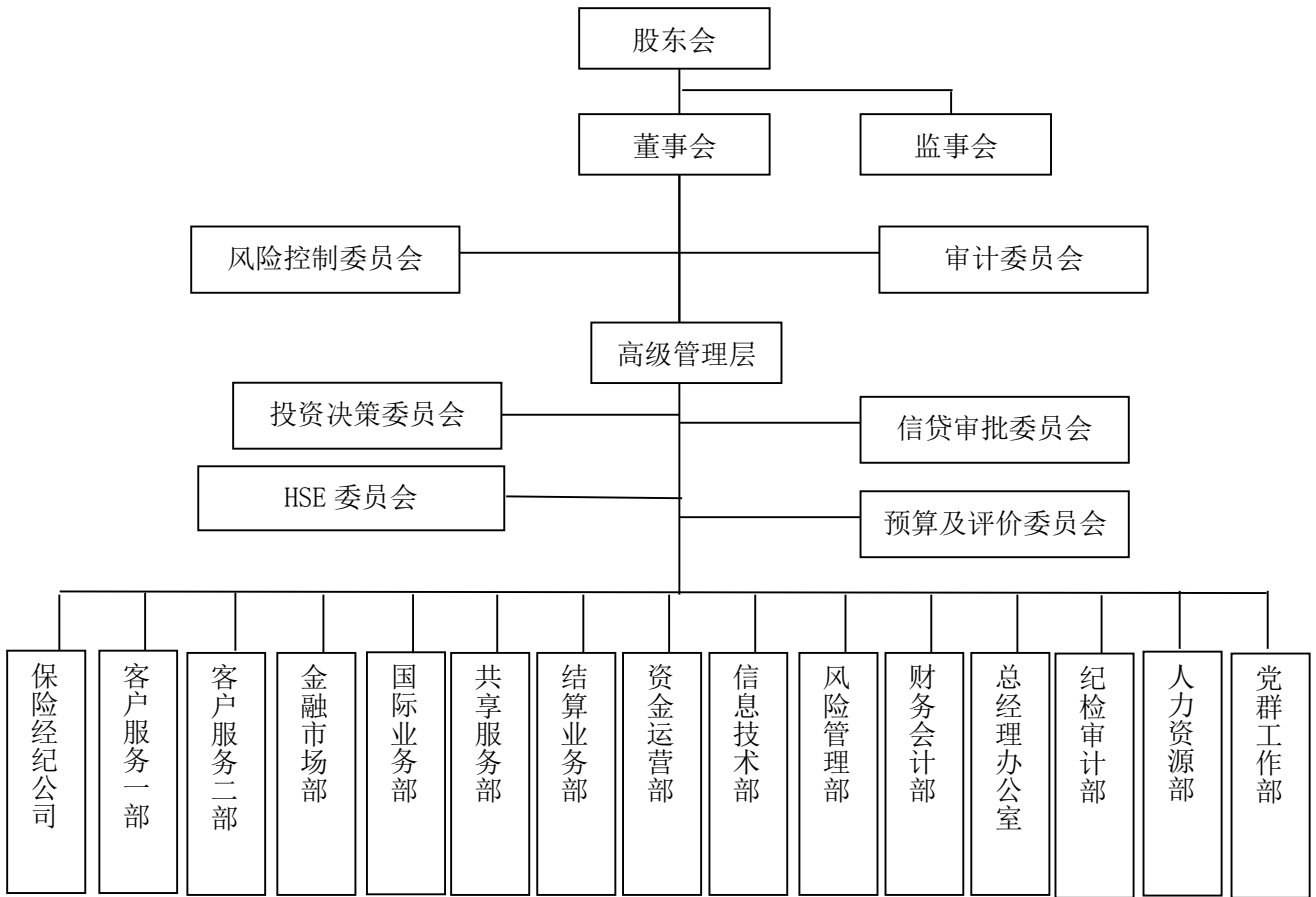 股东会
董事会
监事会
风险控制委员会
审计委员会
高级管理层
投资决策委员会
信贷审批委员会
HSE 委员会
预算及评价委员会
保险经纪公司
客户服务一部
客户服务二部
金融市场部
国际业务部
共享服务部
结算业务部
资金运营部
信息技术部
风险管理部
财务会计部
总经理办公室
纪检审计部
人力资源部
党群工作部